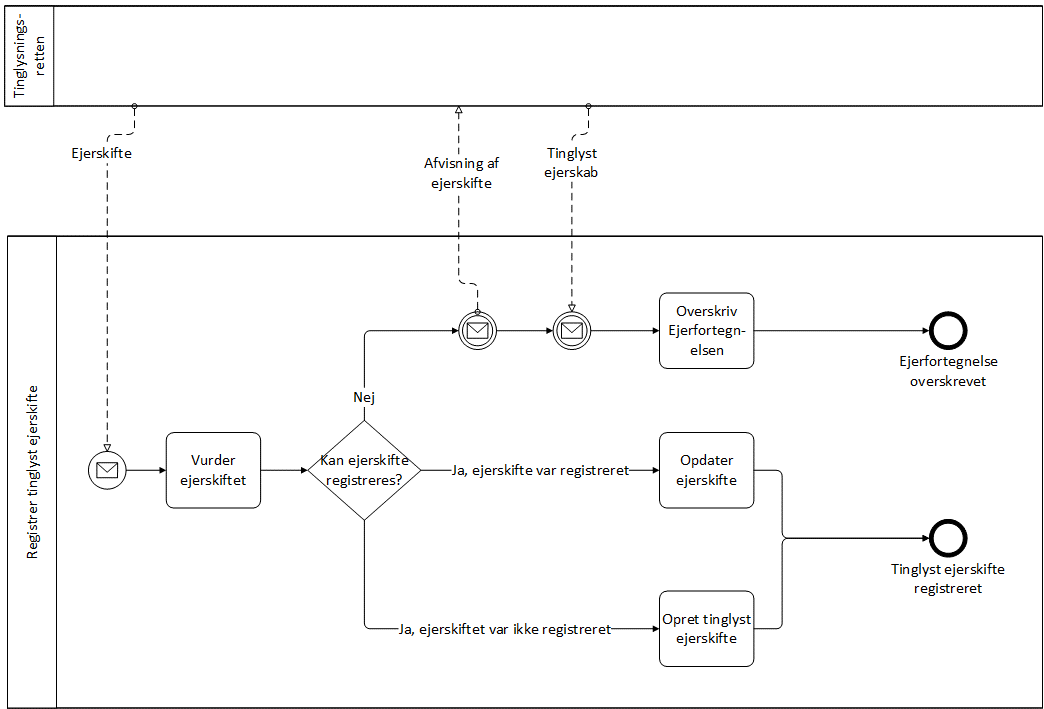 Tinglysnings-
retten
Ejerskifte
Afvisning af
ejerskifte
Tinglyst
ejerskab
Registrer tinglyst ejerskifte
Overskriv
Ejerfortegn-
elsen
Ejerfortegnelse
overskrevet
Nej
Vurder
ejerskiftet
Kan ejerskifte
registreres?
Ja, ejerskifte var registreret
Opdater
ejerskifte
Tinglyst ejerskifte
registreret
Ja, ejerskiftet var ikke registreret
Opret tinglyst
ejerskifte